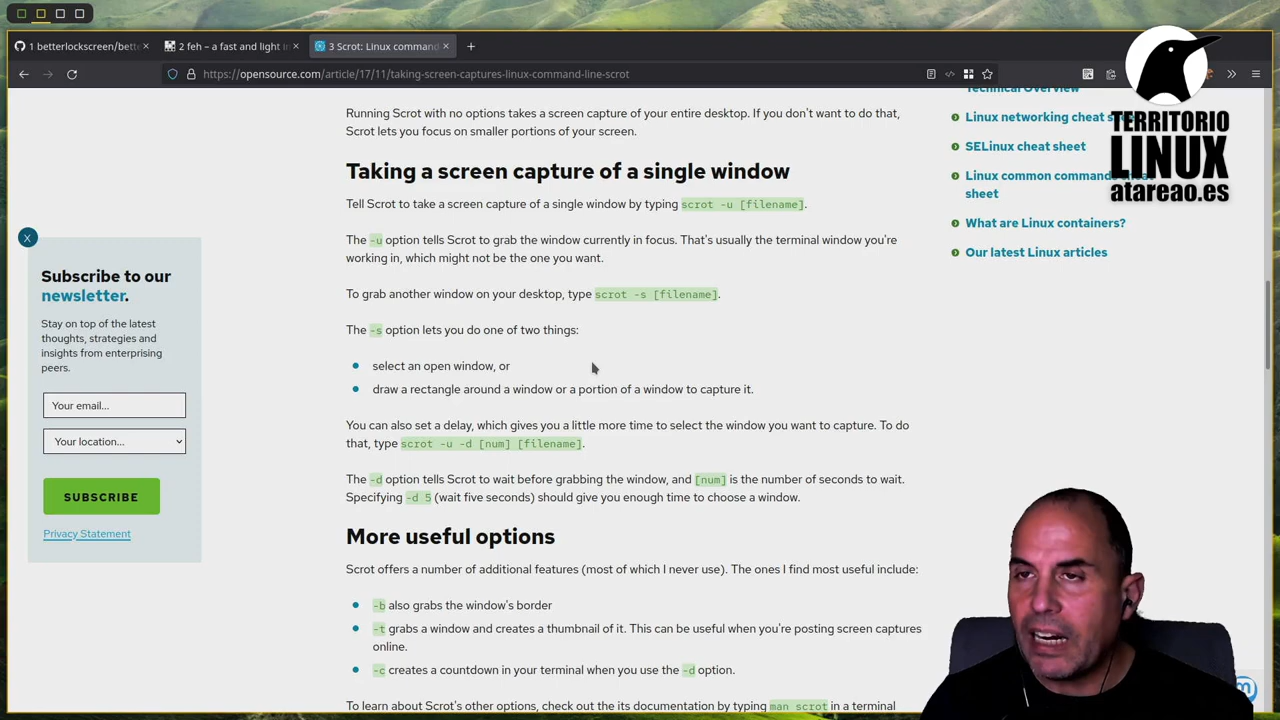 1 betterlockscreen/bette
2 feh – a fast and light i
3 Scrot: Linux command
https://opensource.com/article/17/11/taking-screen-captures-linux-command-line-scrot
Running Scrot with no options takes a screen capture of your entire desktop. If you don't want to do that,
Scrot lets you focus on smaller portions of your screen.
Taking a screen capture of a single window
Tell Scrot to take a screen capture of a single window by typing scrot -u [filename].
The -u option tells Scrot to grab the window currently in focus. That's usually the terminal window you're
working in, which might not be the one you want.
To grab another window on your desktop, type scrot -s [filename].
The -s option lets you do one of two things:
select an open window, or
draw a rectangle around a window or a portion of a window to capture it.
You can also set a delay, which gives you a little more time to select the window you want to capture. To do
that, type scrot -u -d [num] [filename].
The -d option tells Scrot to wait before grabbing the window, and [num] is the number of seconds to wait.
Specifying -d 5 (wait five seconds) should give you enough time to choose a window.
More useful options
Scrot offers a number of additional features (most of which I never use). The ones I find most useful include:
-b also grabs the window's border
-t grabs a window and creates a thumbnail of it. This can be useful when you're posting screen captures
online.
-c creates a countdown in your terminal when you use the -d option.
To learn about Scrot's other options, check out the its documentation by typing man scrot in a terminal
X
Subscribe to our
newsletter.
Stay on top of the latest
thoughts, strategies and
insights from enterprising
peers.
Your email...
Your location...
SUBSCRIBE
Privacy Statement
Technical Overview
Linux networking cheat
SELinux cheat sheet
Linux common commands
sheet
What are Linux containers?
Our latest Linux articles
TERRITORIO
LINUX
atareao.es